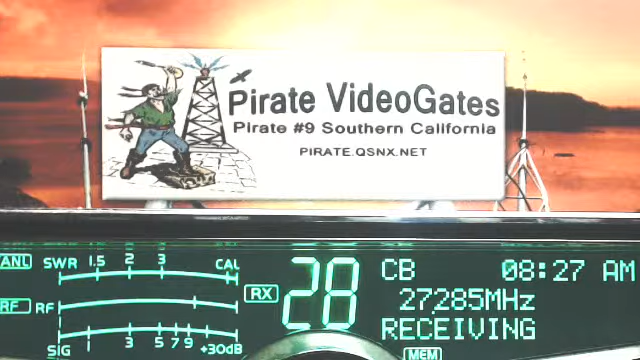 Pirate VideoGates
Pirate #9 Southern California
PIRATE.QSNX.NET
ANL SWR 1.5 2 3 CAL
RF RF
SIG 3 5 7 9 +30dB
RX 28
CB 08:27 AM
27285MHz
RECEIVING
MEM